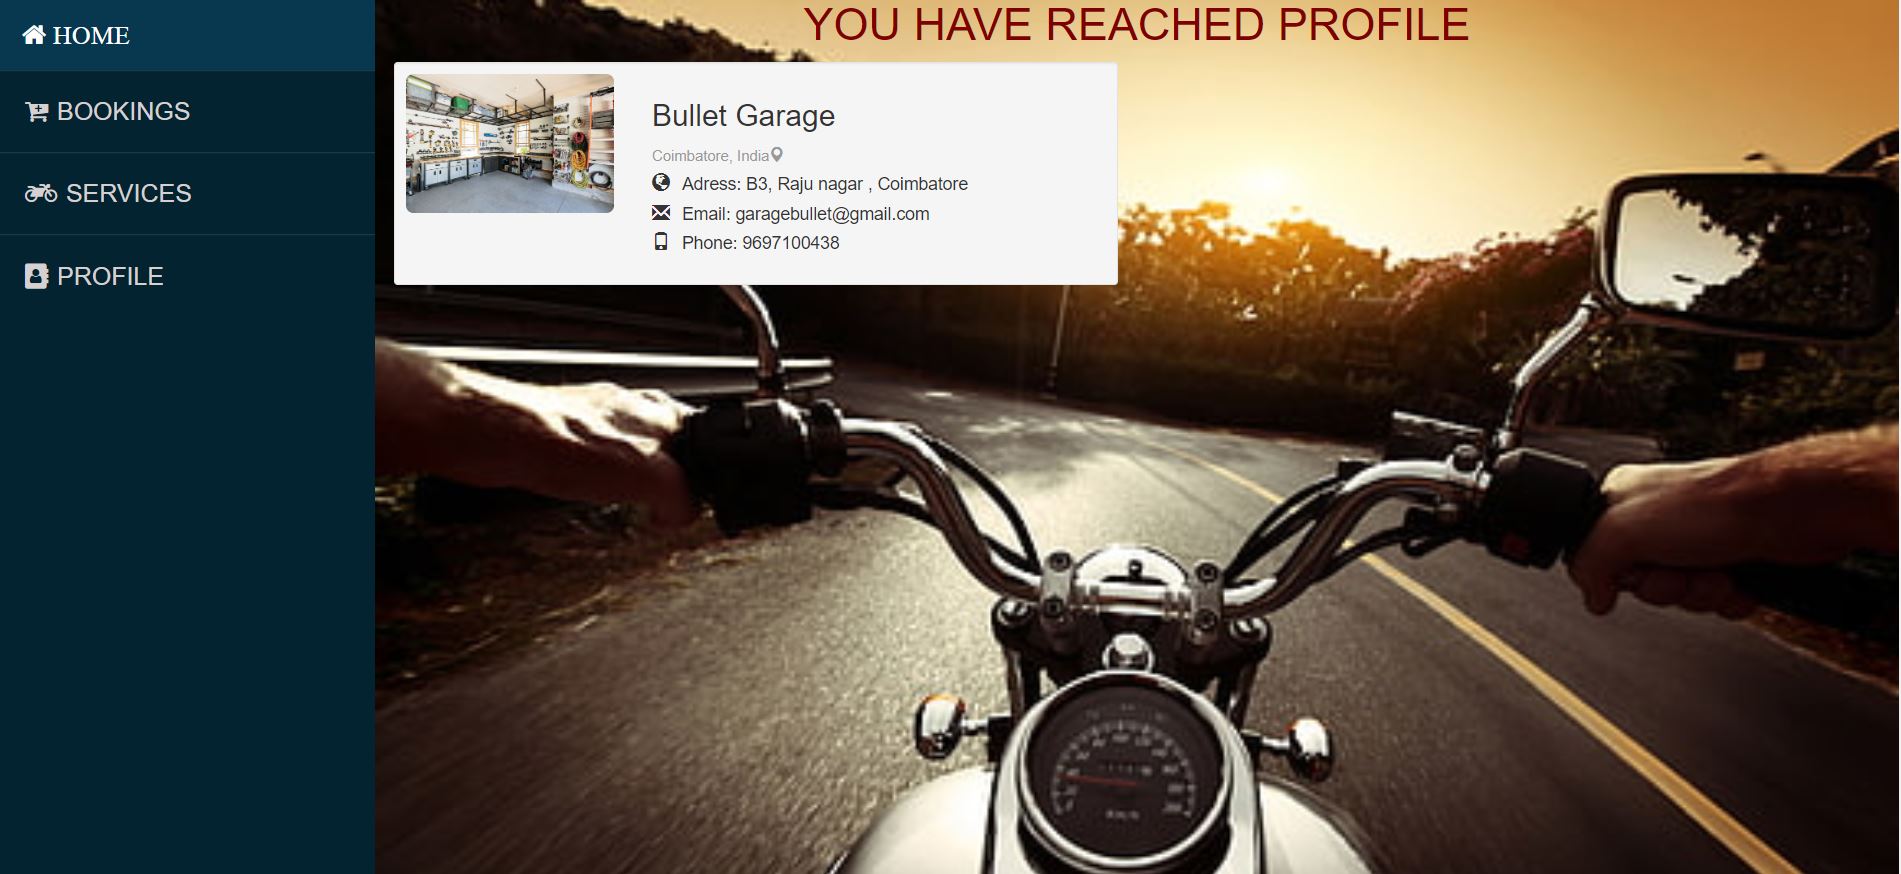 HOME
BOOKINGS
SERVICES
PROFILE
YOU HAVE REACHED PROFILE
Bullet Garage
Coimbatore, India
Adress: B3, Raju nagar , Coimbatore
Email: garagebullet@gmail.com
Phone: 9697100438